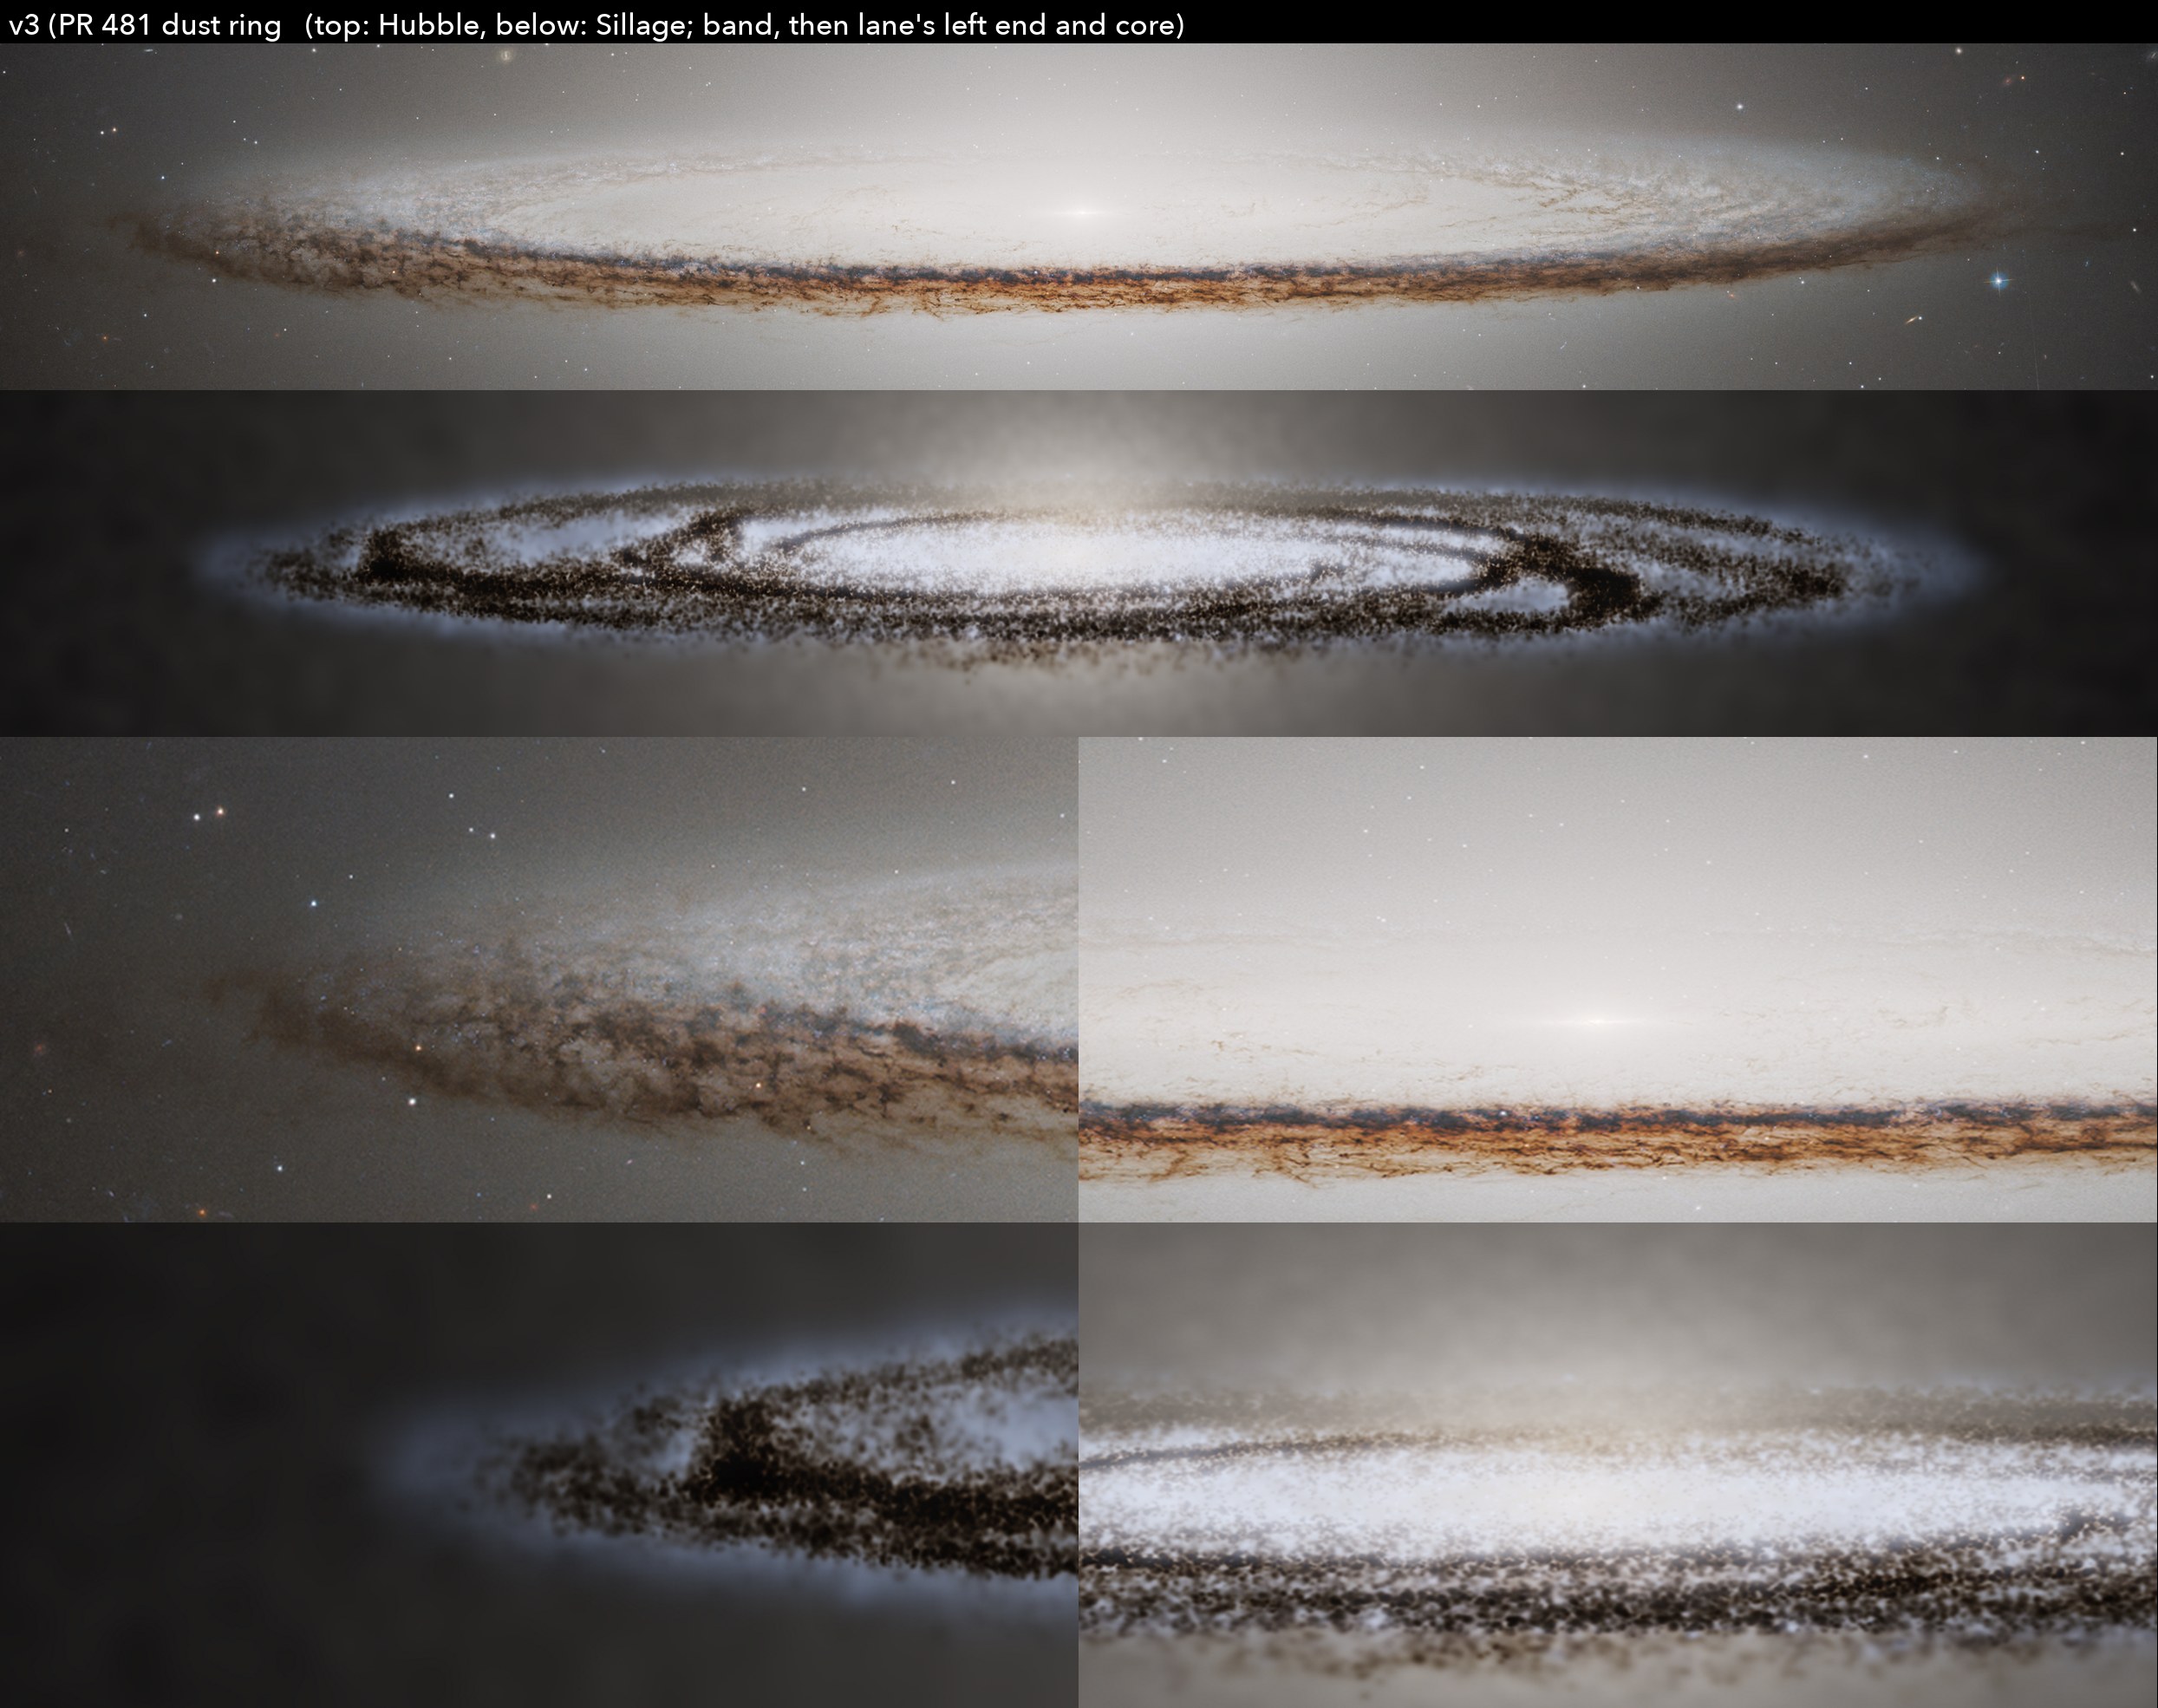 v3 (PR 481 dust ring   (top: Hubble, below: Sillage; band, then lane's left end and core)